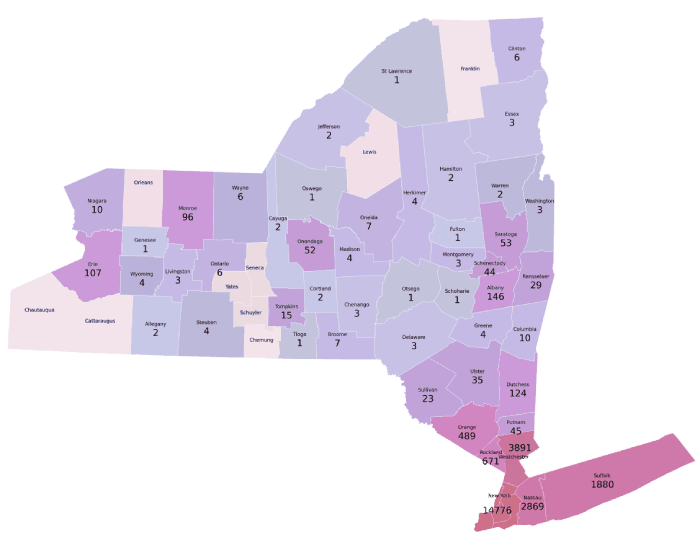 Clinton
6
Franklin
St Lawrence
1
Essex
3
Jefferson
2
Lewis
Hamilton
2
Warren
2
Washington
3
Herkimer
4
Oswego
1
Oneida
7
Niagara
10
Orleans
Monroe
96
Wayne
6
Cayuga
2
Onondaga
52
Madison
4
Fulton
1
Saratoga
53
Montgomery
3
Schenectady
44
Rensselaer
29
Albany
146
Erie
107
Genesee
1
Wyoming
4
Livingston
3
Ontario
6
Seneca
Yates
Schuyler
Tompkins
15
Cortland
2
Chenango
3
Otsego
1
Schoharie
1
Greene
4
Columbia
10
Chautauqua
Cattaraugus
Allegany
2
Steuben
4
Chemung
Tioga
1
Broome
7
Delaware
3
Ulster
35
Dutchess
124
Sullivan
23
Orange
489
Putnam
45
3891
Westchester
Rockland
671
Suffolk
1880
New York
14776
Nassau
2869